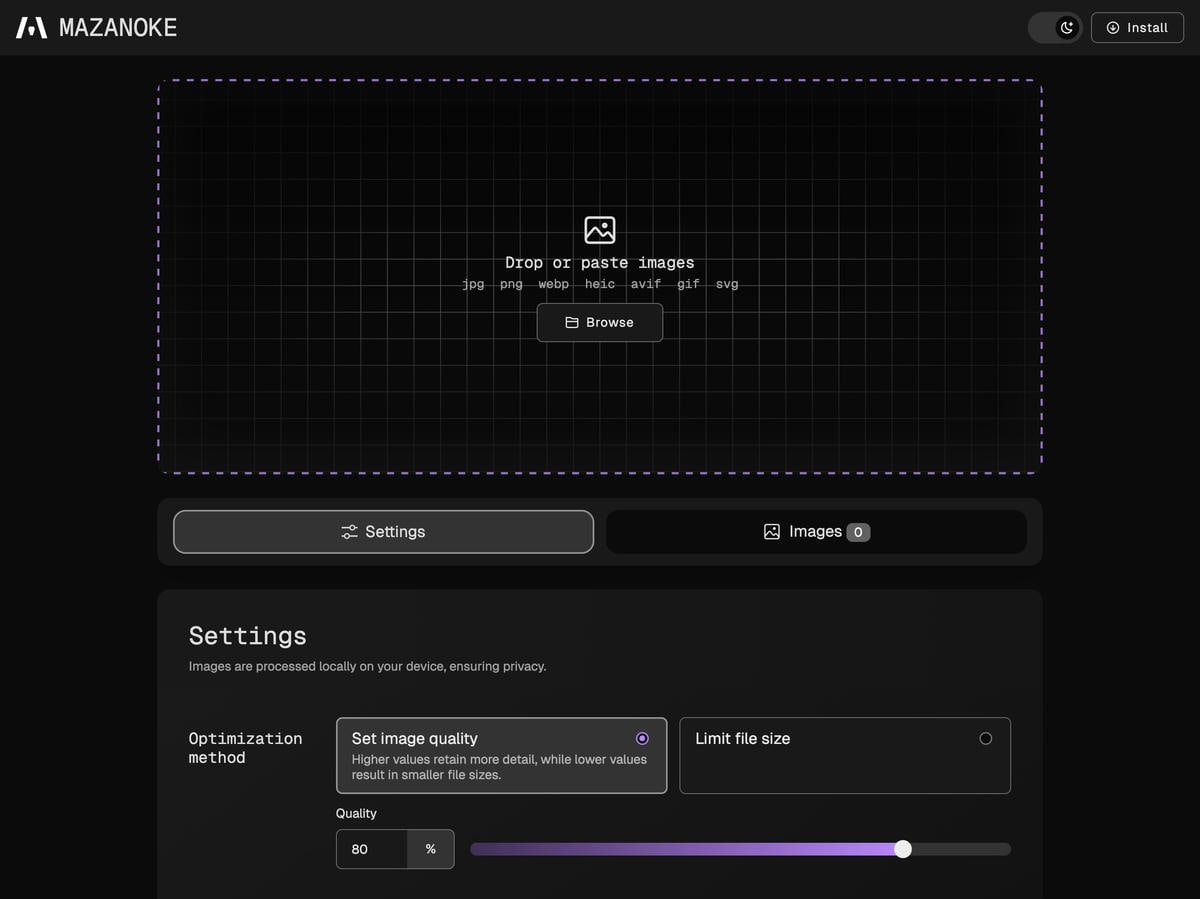 MAZANOKE
Install
Drop or paste images
jpg png webp heic avif gif svg
Browse
Settings
Images 0
Settings
Images are processed locally on your device, ensuring privacy.
Optimization
method
Set image quality
Higher values retain more detail, while lower values
result in smaller file sizes.
Limit file size
Quality
80 %